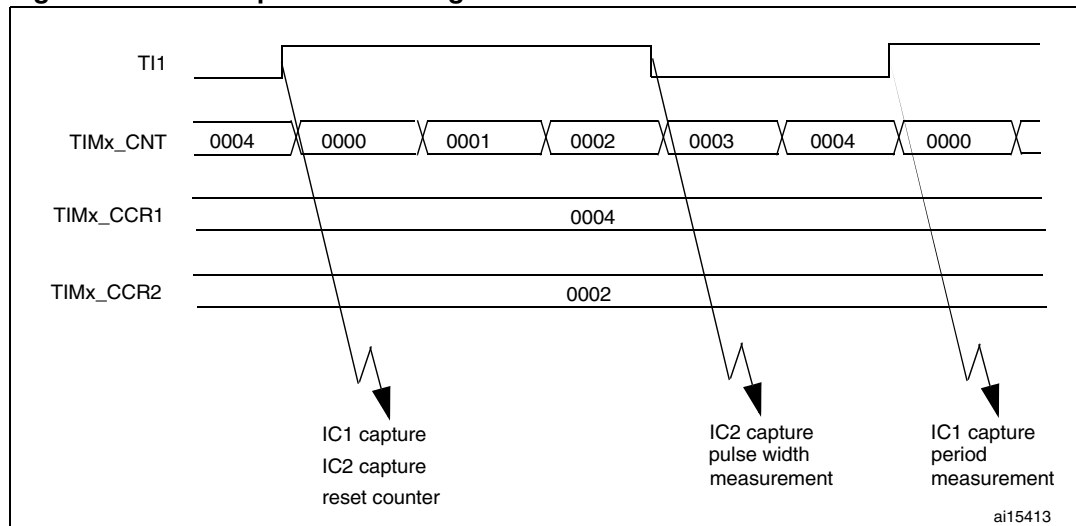 TI1
TIMx_CNT 0004 0000 0001 0002 0003 0004 0000
TIMx_CCR1 0004
TIMx_CCR2 0002
IC1 capture
IC2 capture
reset counter
IC2 capture
pulse width
measurement
IC1 capture
period
measurement
ai15413